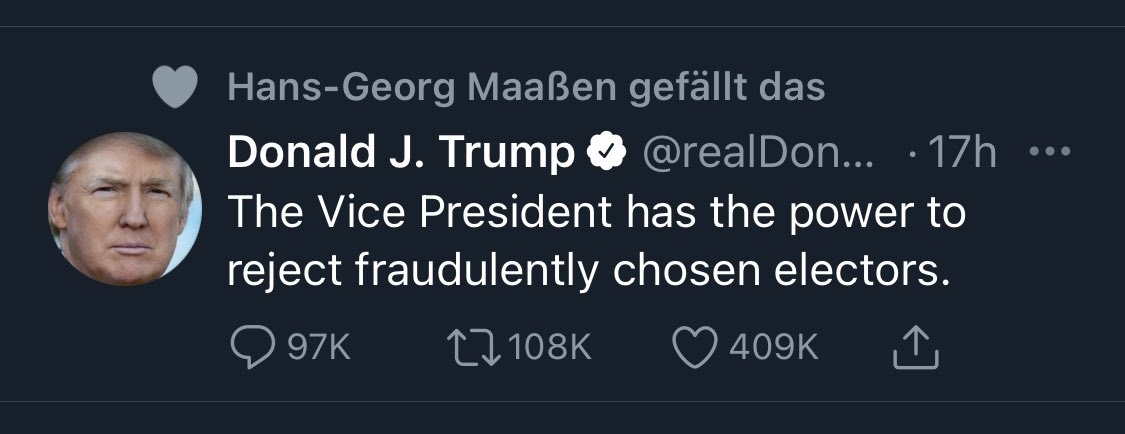 Hans-Georg Maaßen gefällt das
Donald J. Trump @realDon... · 17h
The Vice President has the power to
reject fraudulently chosen electors.
97K 108K 409K